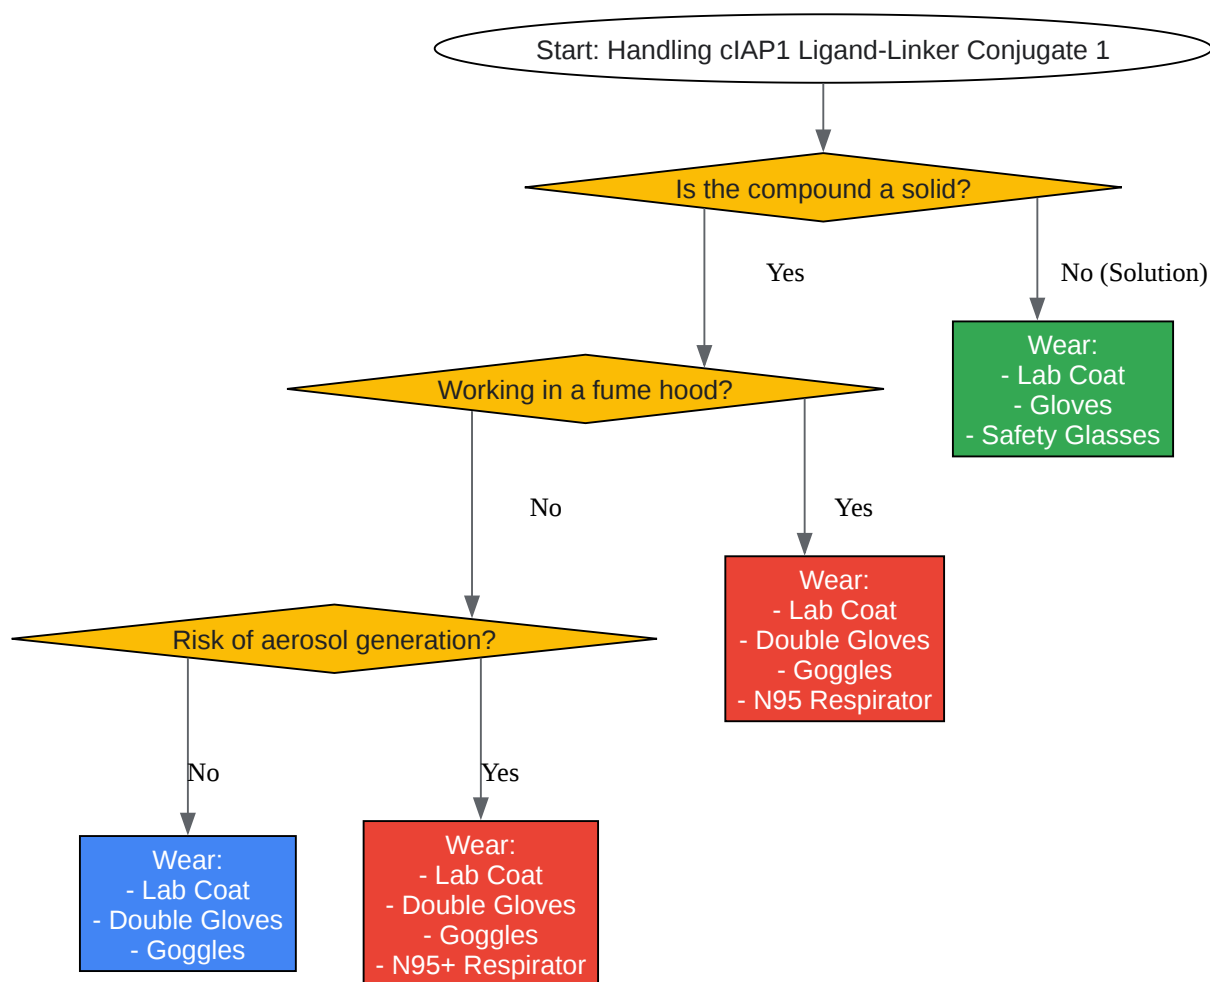 Start: Handling cIAP1 Ligand-Linker Conjugate 1
Is the compound a solid?
Yes
No (Solution)
Wear:
- Lab Coat
- Gloves
- Safety Glasses
Working in a fume hood?
No
Yes
Wear:
- Lab Coat
- Double Gloves
- Goggles
- N95 Respirator
Risk of aerosol generation?
No
Yes
Wear:
- Lab Coat
- Double Gloves
- Goggles
Wear:
- Lab Coat
- Double Gloves
- Goggles
- N95+ Respirator